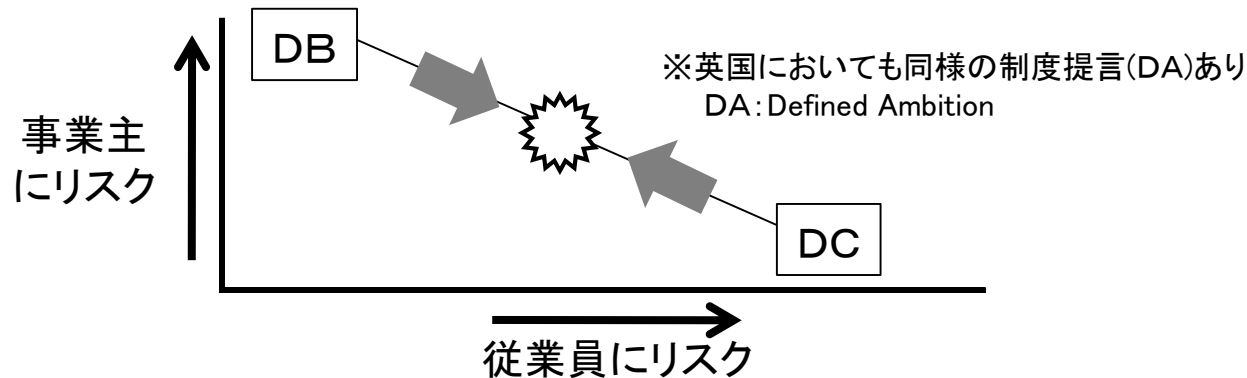 DB
※英国においても同様の制度提言(DA)あり
DA:Defined Ambition
事業主
にリスク
DC
従業員にリスク